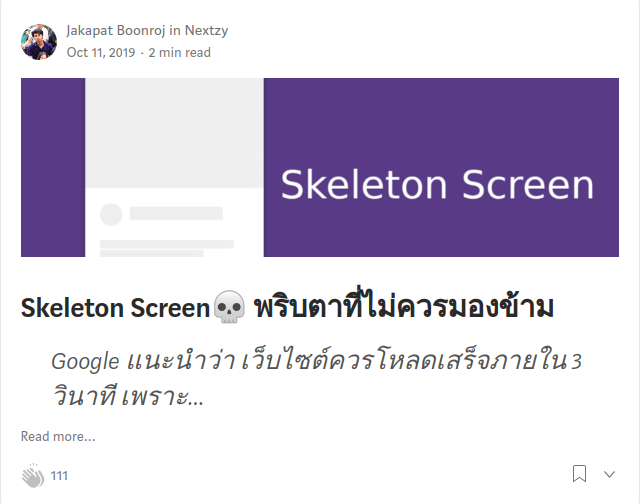 Jakapat Boonroj in Nextzy
Oct 11, 2019 · 2 min read
Skeleton Screen
Skeleton Screen💀 พริบตาที่ไม่ควรมองข้าม
Google แนะนำว่า เว็บไซต์ควรโหลดเสร็จภายใน 3
วินาที เพราะ...
Read more...
111